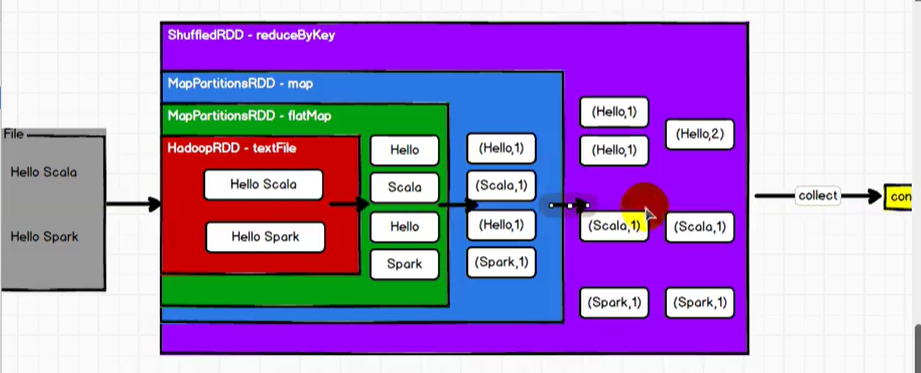 ShuffledRDD - reduceByKey
MapPartitionsRDD - map
MapPartitionsRDD - flatMap
HadoopRDD - textFile
File
Hello Scala
Hello Spark
Hello Scala
Hello Spark
Hello
Scala
Hello
Spark
(Hello,1)
(Scala,1)
(Hello,1)
(Spark,1)
(Hello,1)
(Hello,1)
(Hello,2)
(Scala,1)
(Scala,1)
(Spark,1)
(Spark,1)
collect
con